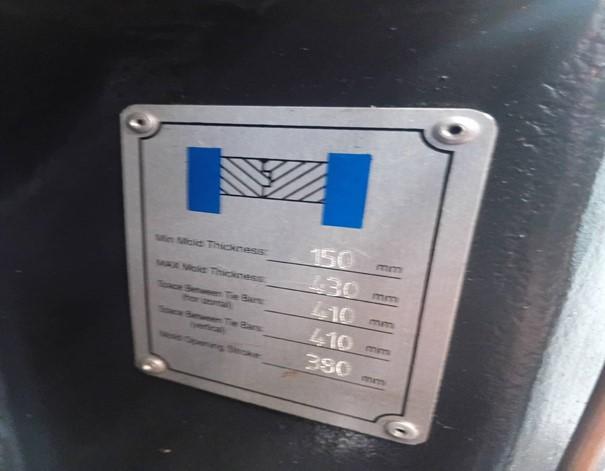 Min Mold Thickness: 150 mm
MAX Mold Thickness: 430 mm
Space Between Tie Bars: 410 mm
(horizontal)
Space Between Tie Bars: 410 mm
(vertical)
Mold Opening Stroke: 380 mm